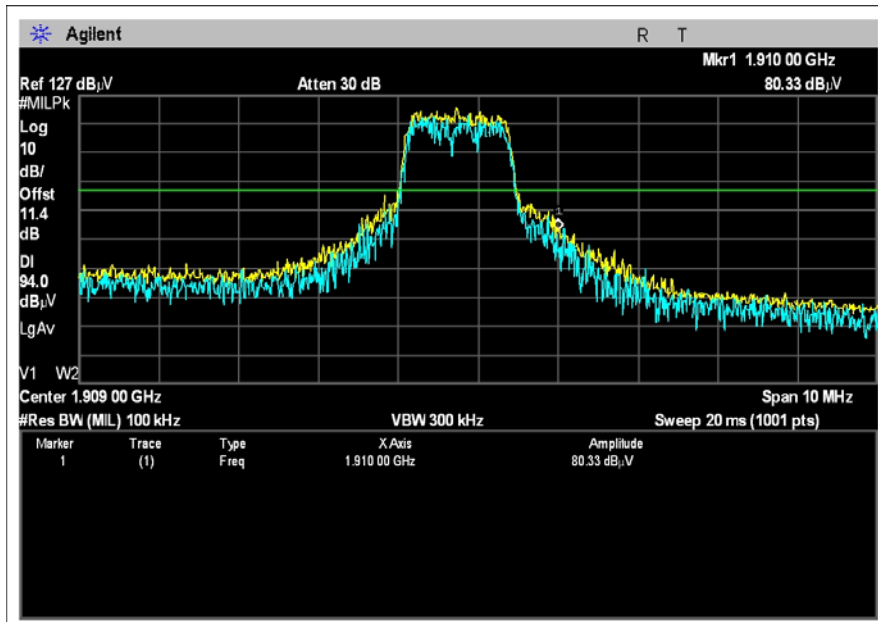 Agilent R T
Mkr1 1.910 00 GHz
Ref 127 dBµV Atten 30 dB 80.33 dBµV
#MILPk
Log
10
dB/
Offst
11.4
dB
DI
94.0
dBµV
LgAv
V1 W2
1
Center 1.909 00 GHz Span 10 MHz
#Res BW (MIL) 100 kHz VBW 300 kHz Sweep 20 ms (1001 pts)
Marker Trace Type X Axis Amplitude
1 (1) Freq 1.910 00 GHz 80.33 dBµV